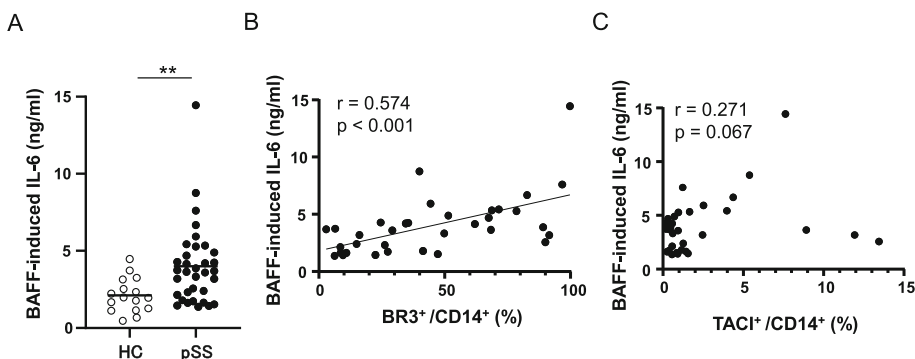 A
**
BAFF-induced IL-6 (ng/ml)
15
10
5
0
HC pSS
B
BAFF-induced IL-6 (ng/ml)
r = 0.574
p < 0.001
15
10
5
0
0 50 100
BR3⁺/CD14⁺ (%)
C
BAFF-induced IL-6 (ng/ml)
r = 0.271
p = 0.067
15
10
5
0
0 5 10 15
TACI⁺/CD14⁺ (%)